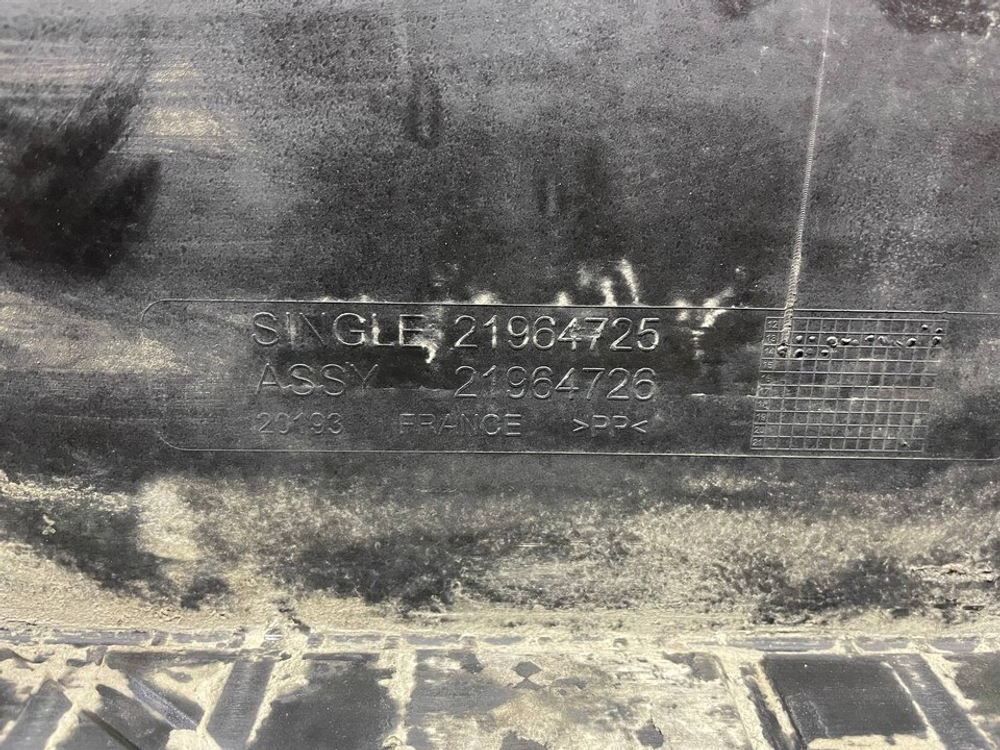 SINGLE 21964725
ASSY 21964726
20193 FRANCE >PP<